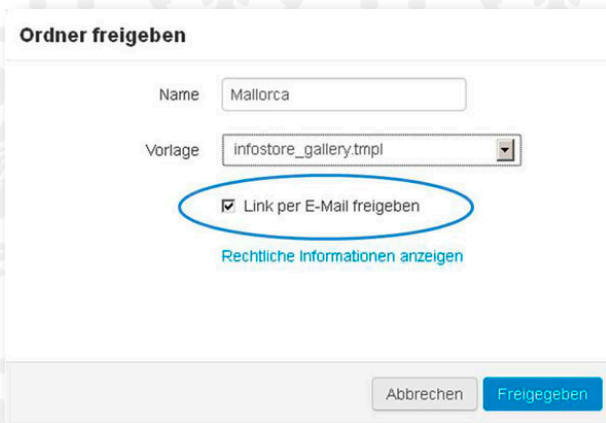 Ordner freigeben
Name Mallorca
Vorlage infostore_gallery.tmpl
Link per E-Mail freigeben
Rechtliche Informationen anzeigen
Abbrechen Freigegeben